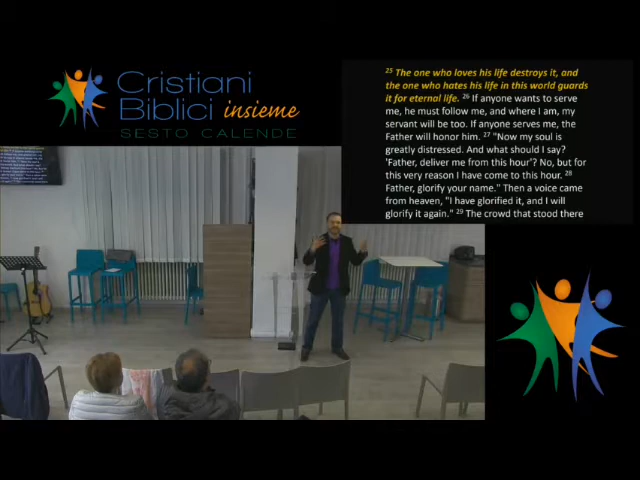 Cristiani
Biblici insieme
SESTO CALENDE
25 The one who loves his life destroys it, and
the one who hates his life in this world guards
it for eternal life. 26 If anyone wants to serve
me, he must follow me, and where I am, my
servant will be too. If anyone serves me, the
Father will honor him. 27 "Now my soul is
greatly distressed. And what should I say?
'Father, deliver me from this hour'? No, but for
this very reason I have come to this hour. 28
Father, glorify your name." Then a voice came
from heaven, "I have glorified it, and I will
glorify it again." 29 The crowd that stood there